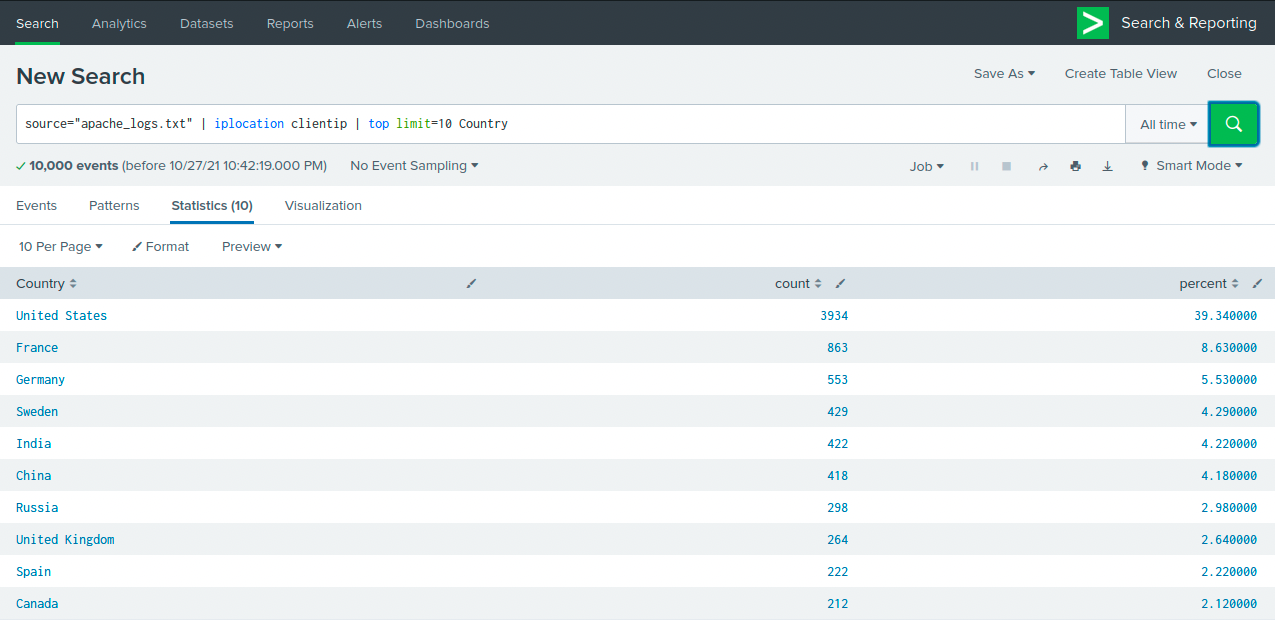 Search Analytics Datasets Reports Alerts Dashboards > Search & Reporting
New Search Save As Create Table View Close
source="apache_logs.txt" | iplocation clientip | top limit=10 Country All time
10,000 events (before 10/27/21 10:42:19.000 PM) No Event Sampling Job Smart Mode
Events Patterns Statistics (10) Visualization
10 Per Page Format Preview
Country count percent
United States 3934 39.340000
France 863 8.630000
Germany 553 5.530000
Sweden 429 4.290000
India 422 4.220000
China 418 4.180000
Russia 298 2.980000
United Kingdom 264 2.640000
Spain 222 2.220000
Canada 212 2.120000